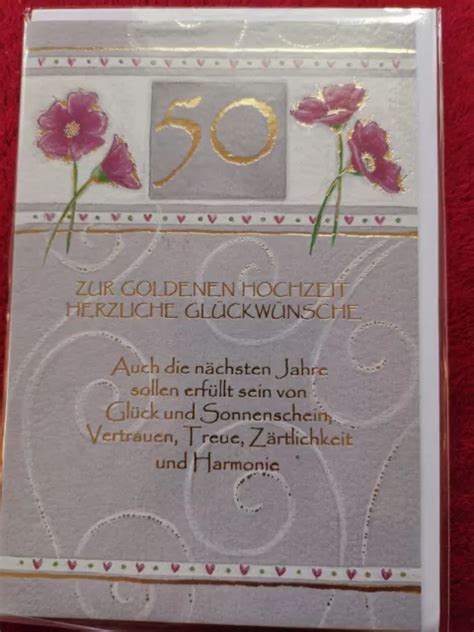 50
ZUR GOLDENEN HOCHZEIT
HERZLICHE GLÜCKWÜNSCHE
Auch die nächsten Jahre
sollen erfüllt sein von
Glück und Sonnenschein,
Vertrauen, Treue, Zärtlichkeit
und Harmonie